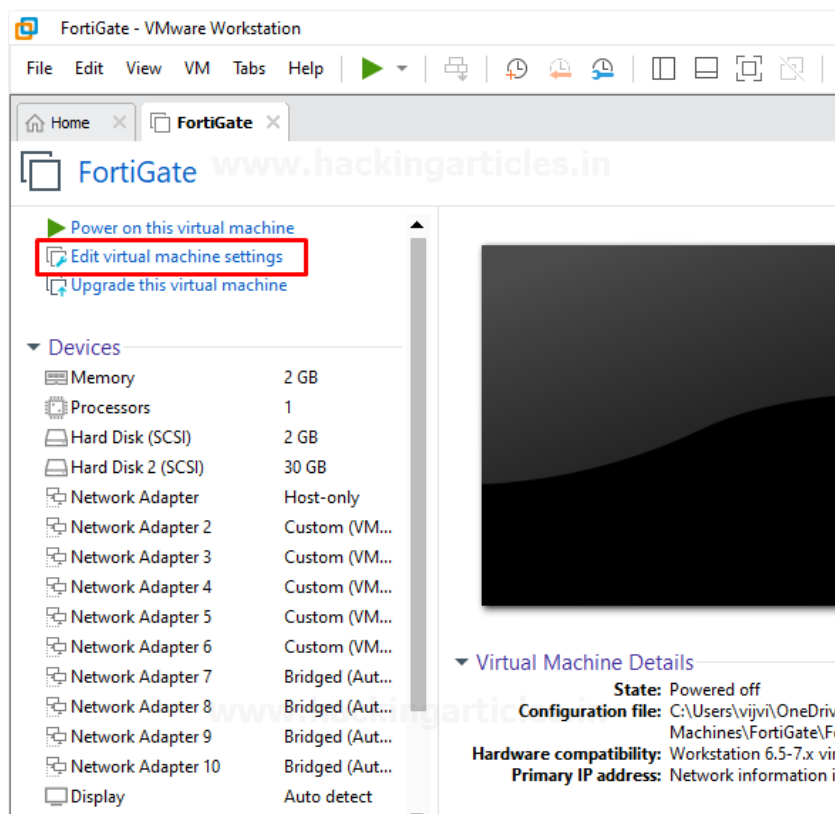 FortiGate - VMware Workstation
File Edit View VM Tabs Help
Home FortiGate
FortiGate
www.hackingarticles.in
Power on this virtual machine
Edit virtual machine settings
Upgrade this virtual machine
Devices
Memory 2 GB
Processors 1
Hard Disk (SCSI) 2 GB
Hard Disk 2 (SCSI) 30 GB
Network Adapter Host-only
Network Adapter 2 Custom (VM...
Network Adapter 3 Custom (VM...
Network Adapter 4 Custom (VM...
Network Adapter 5 Custom (VM...
Network Adapter 6 Custom (VM...
Network Adapter 7 Bridged (Aut...
Network Adapter 8 Bridged (Aut...
Network Adapter 9 Bridged (Aut...
Network Adapter 10 Bridged (Aut...
Display Auto detect
www.hackingarticles.in
Virtual Machine Details
State: Powered off
Configuration file: C:\Users\vijvi\OneDriv
Machines\FortiGate\F
Hardware compatibility: Workstation 6.5-7.x vi
Primary IP address: Network information i